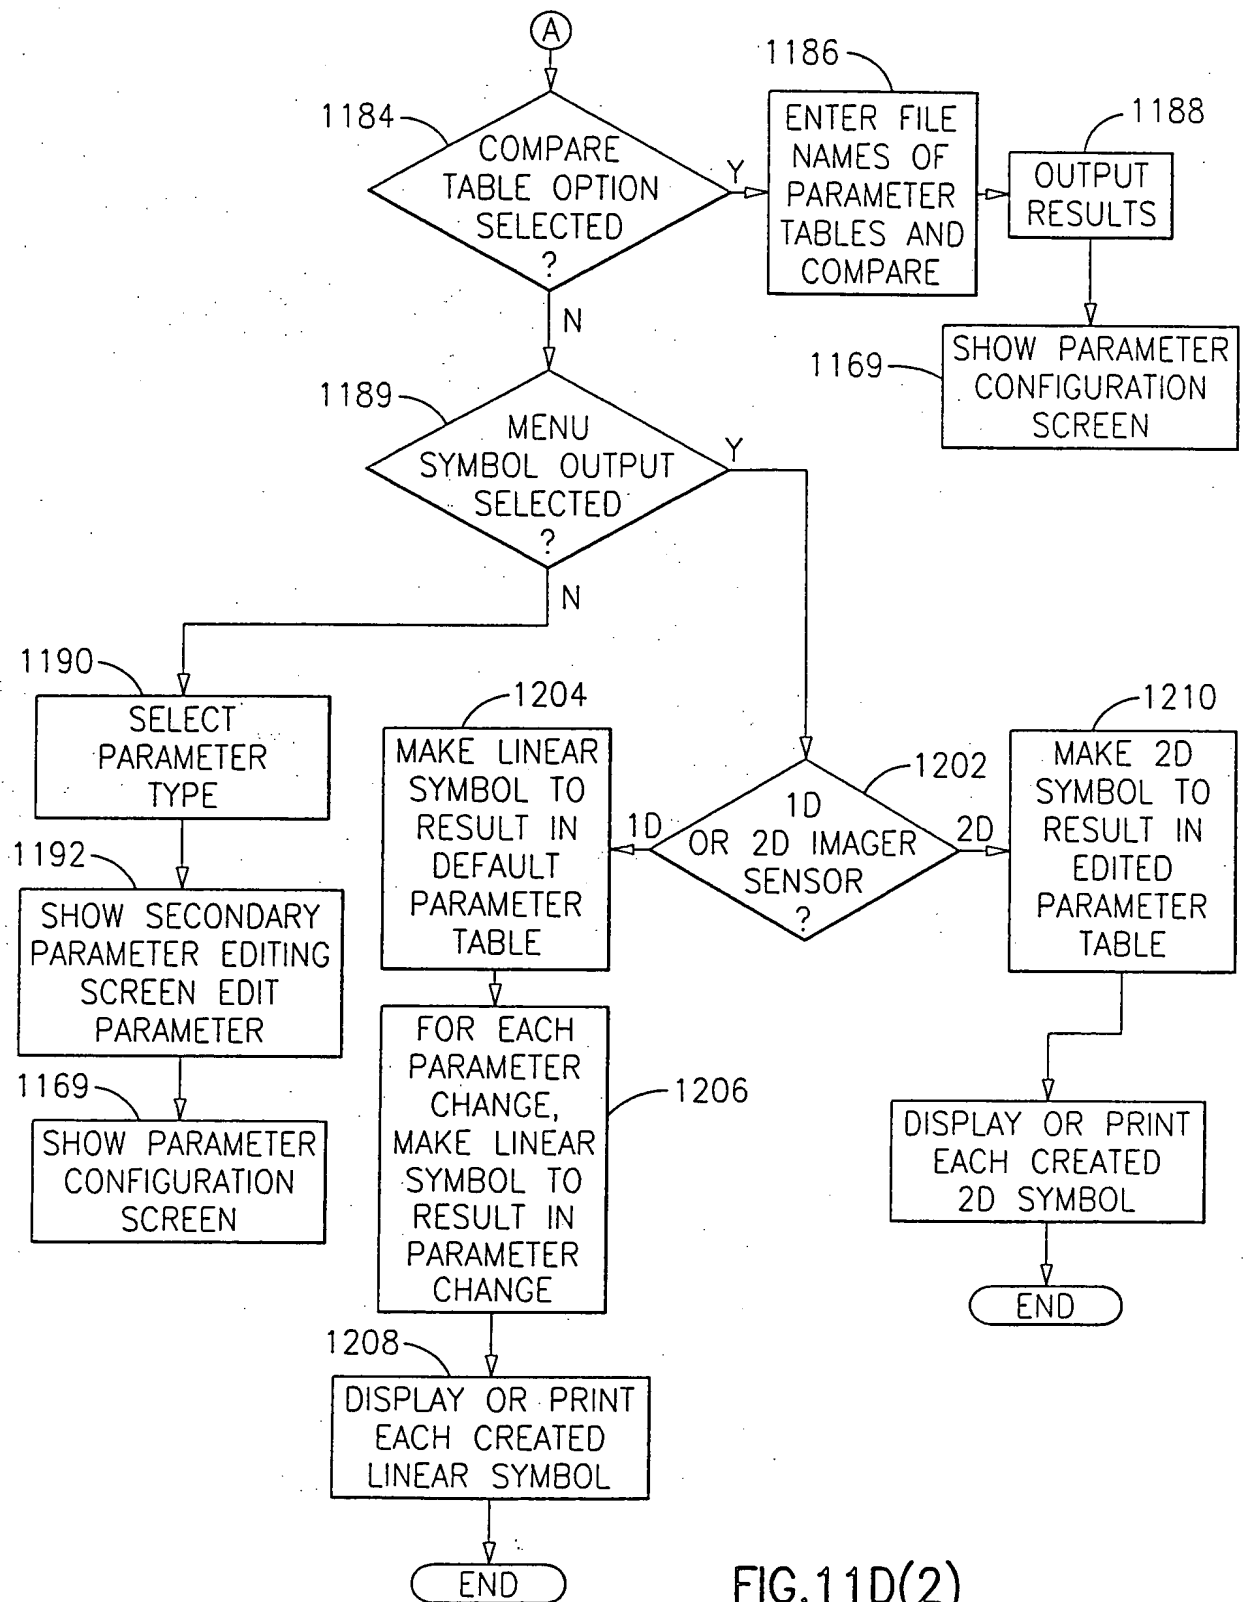 A
1184
COMPARE
TABLE OPTION
SELECTED
?
Y
N
1186
ENTER FILE
NAMES OF
PARAMETER
TABLES AND
COMPARE
1188
OUTPUT
RESULTS
1169
SHOW PARAMETER
CONFIGURATION
SCREEN
1189
MENU
SYMBOL OUTPUT
SELECTED
?
Y
N
1190
SELECT
PARAMETER
TYPE
1192
SHOW SECONDARY
PARAMETER EDITING
SCREEN EDIT
PARAMETER
1169
SHOW PARAMETER
CONFIGURATION
SCREEN
1202
1D
OR 2D IMAGER
SENSOR
?
1D
2D
1204
MAKE LINEAR
SYMBOL TO
RESULT IN
DEFAULT
PARAMETER
TABLE
1206
FOR EACH
PARAMETER
CHANGE,
MAKE LINEAR
SYMBOL TO
RESULT IN
PARAMETER
CHANGE
1208
DISPLAY OR PRINT
EACH CREATED
LINEAR SYMBOL
END
1210
MAKE 2D
SYMBOL TO
RESULT IN
EDITED
PARAMETER
TABLE
DISPLAY OR PRINT
EACH CREATED
2D SYMBOL
END
FIG.11D(2)